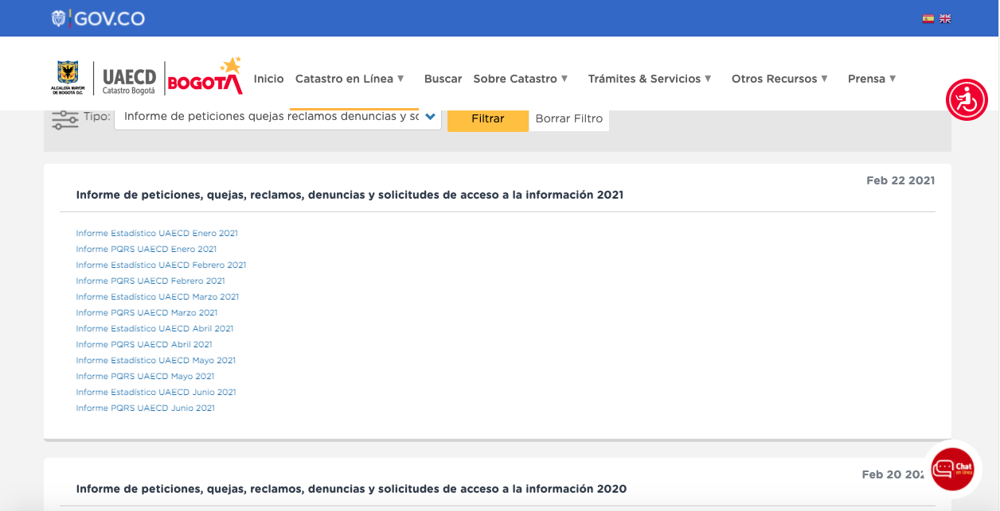 GOV.CO
ALCALDÍA MAYOR
DE BOGOTÁ D.C.
UAECD
Catastro Bogotá
BOGOTÁ
Inicio Catastro en Línea ▼ Buscar Sobre Catastro ▼ Trámites & Servicios ▼ Otros Recursos ▼ Prensa ▼
Tipo: Informe de peticiones quejas reclamos denuncias y so Filtrar Borrar Filtro
Feb 22 2021
Informe de peticiones, quejas, reclamos, denuncias y solicitudes de acceso a la información 2021
Informe Estadístico UAECD Enero 2021
Informe PQRS UAECD Enero 2021
Informe Estadístico UAECD Febrero 2021
Informe PQRS UAECD Febrero 2021
Informe Estadístico UAECD Marzo 2021
Informe PQRS UAECD Marzo 2021
Informe Estadístico UAECD Abril 2021
Informe PQRS UAECD Abril 2021
Informe Estadístico UAECD Mayo 2021
Informe PQRS UAECD Mayo 2021
Informe Estadístico UAECD Junio 2021
Informe PQRS UAECD Junio 2021
Feb 20
Informe de peticiones, quejas, reclamos, denuncias y solicitudes de acceso a la información 2020
Chat
en línea